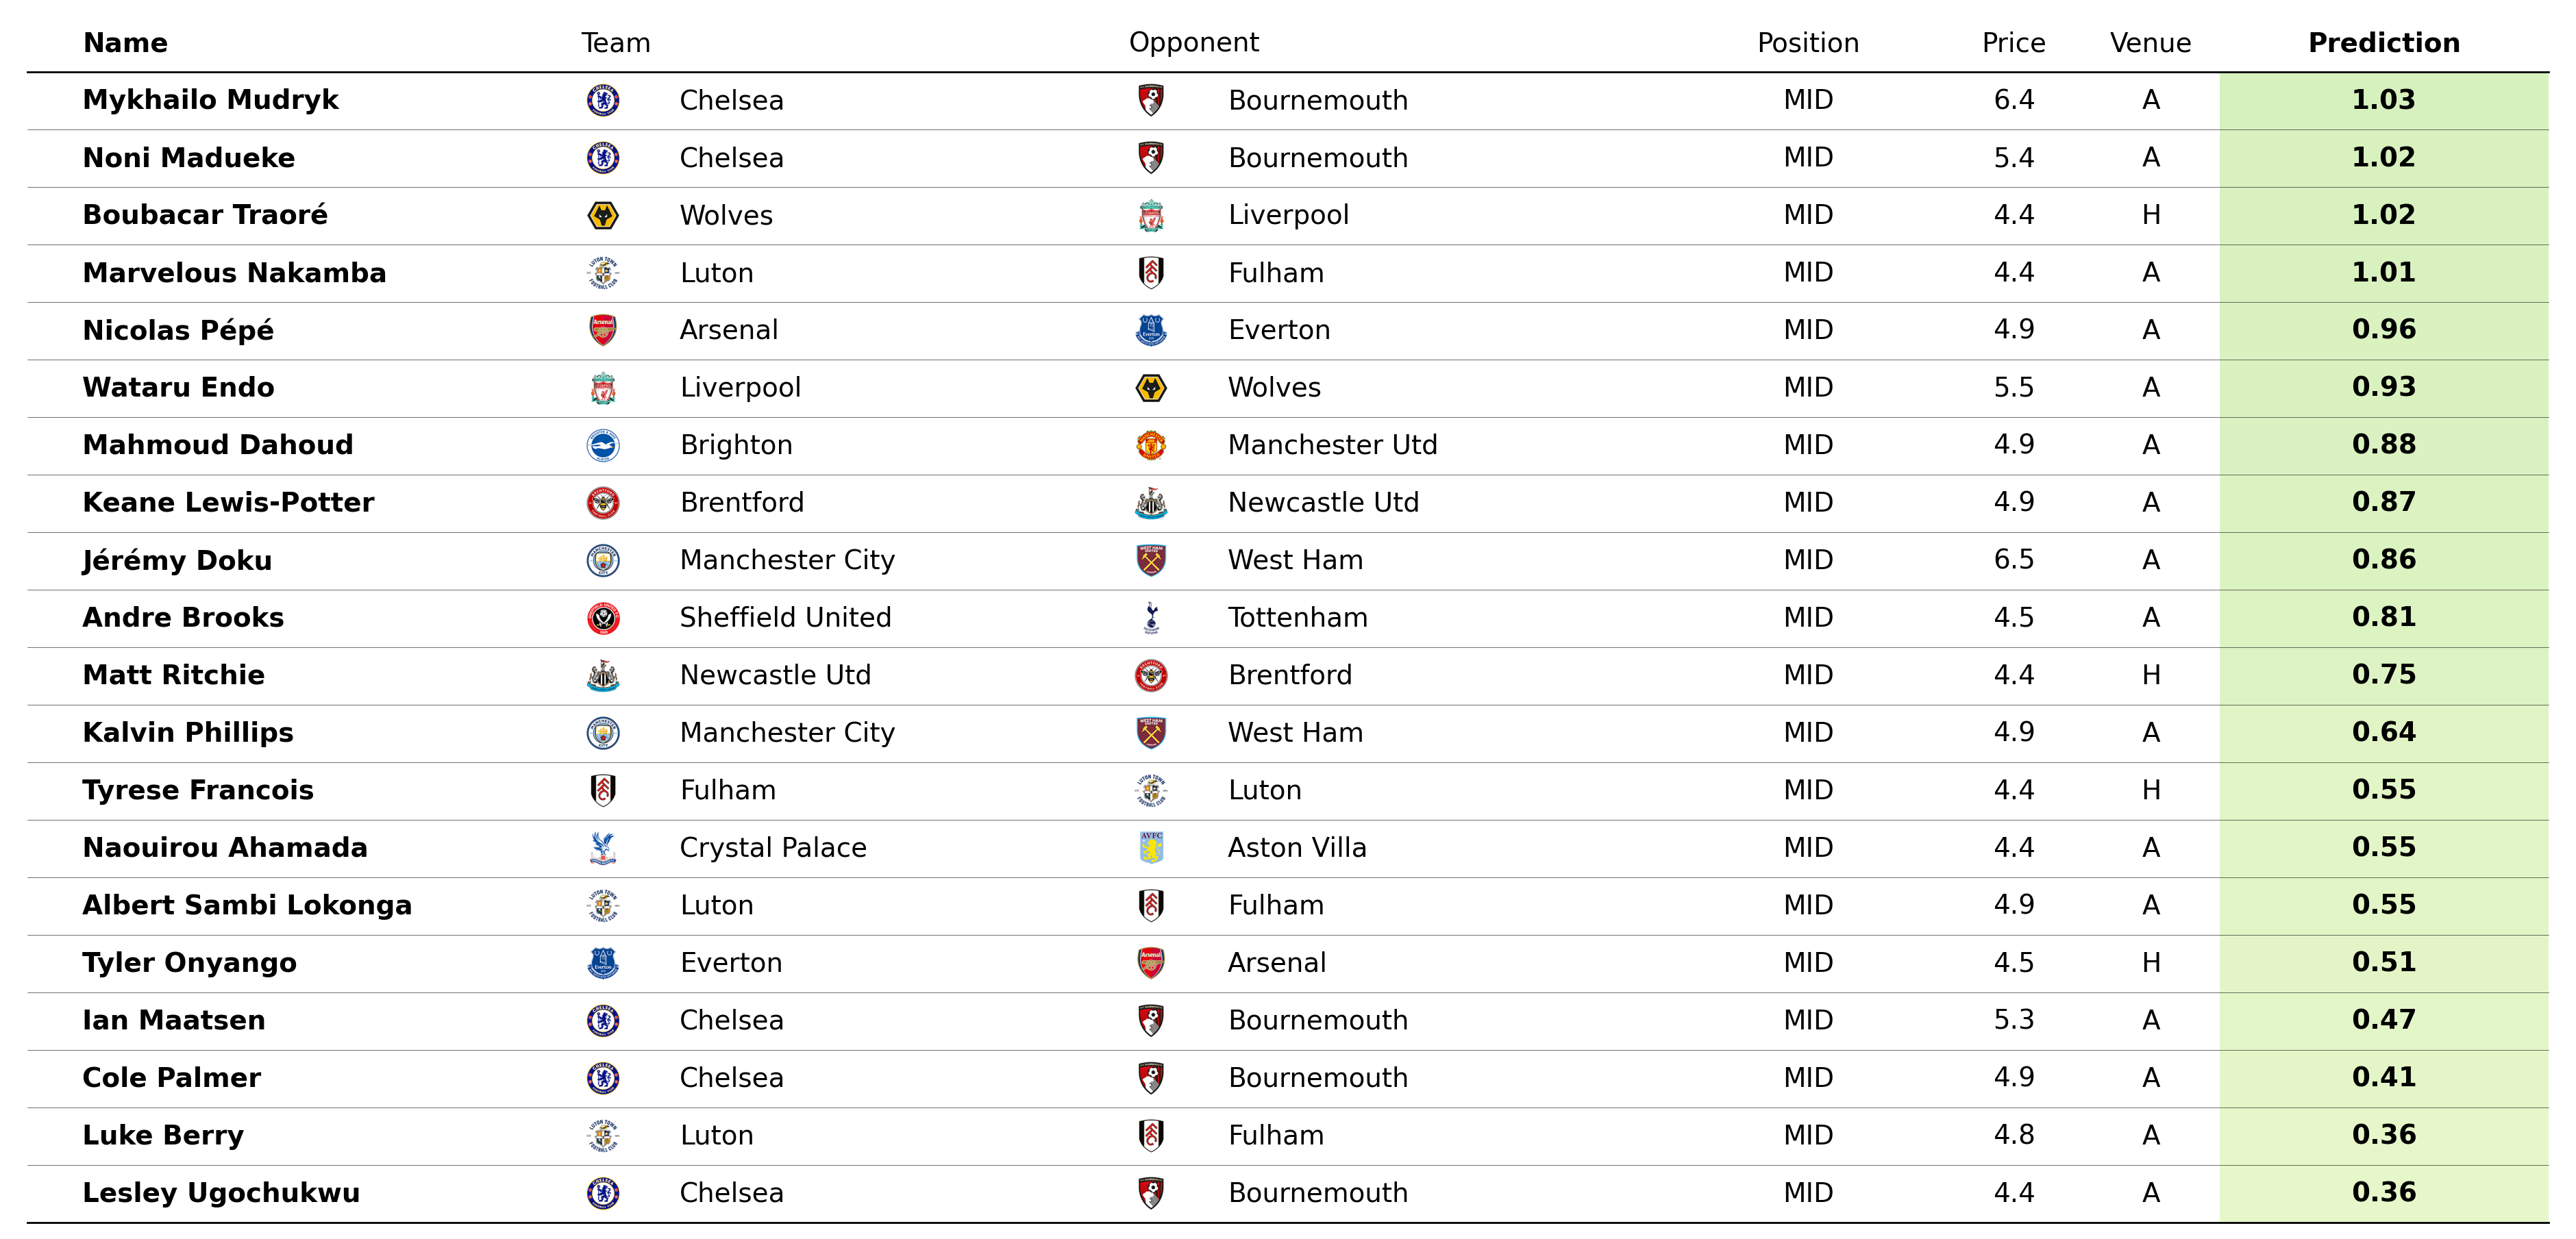 Name Team Opponent Position Price Venue Prediction
Mykhailo Mudryk Chelsea Bournemouth MID 6.4 A 1.03
Noni Madueke Chelsea Bournemouth MID 5.4 A 1.02
Boubacar Traoré Wolves Liverpool MID 4.4 H 1.02
Marvelous Nakamba Luton Fulham MID 4.4 A 1.01
Nicolas Pépé Arsenal Everton MID 4.9 A 0.96
Wataru Endo Liverpool Wolves MID 5.5 A 0.93
Mahmoud Dahoud Brighton Manchester Utd MID 4.9 A 0.88
Keane Lewis-Potter Brentford Newcastle Utd MID 4.9 A 0.87
Jérémy Doku Manchester City West Ham MID 6.5 A 0.86
Andre Brooks Sheffield United Tottenham MID 4.5 A 0.81
Matt Ritchie Newcastle Utd Brentford MID 4.4 H 0.75
Kalvin Phillips Manchester City West Ham MID 4.9 A 0.64
Tyrese Francois Fulham Luton MID 4.4 H 0.55
Naouirou Ahamada Crystal Palace Aston Villa MID 4.4 A 0.55
Albert Sambi Lokonga Luton Fulham MID 4.9 A 0.55
Tyler Onyango Everton Arsenal MID 4.5 H 0.51
Ian Maatsen Chelsea Bournemouth MID 5.3 A 0.47
Cole Palmer Chelsea Bournemouth MID 4.9 A 0.41
Luke Berry Luton Fulham MID 4.8 A 0.36
Lesley Ugochukwu Chelsea Bournemouth MID 4.4 A 0.36